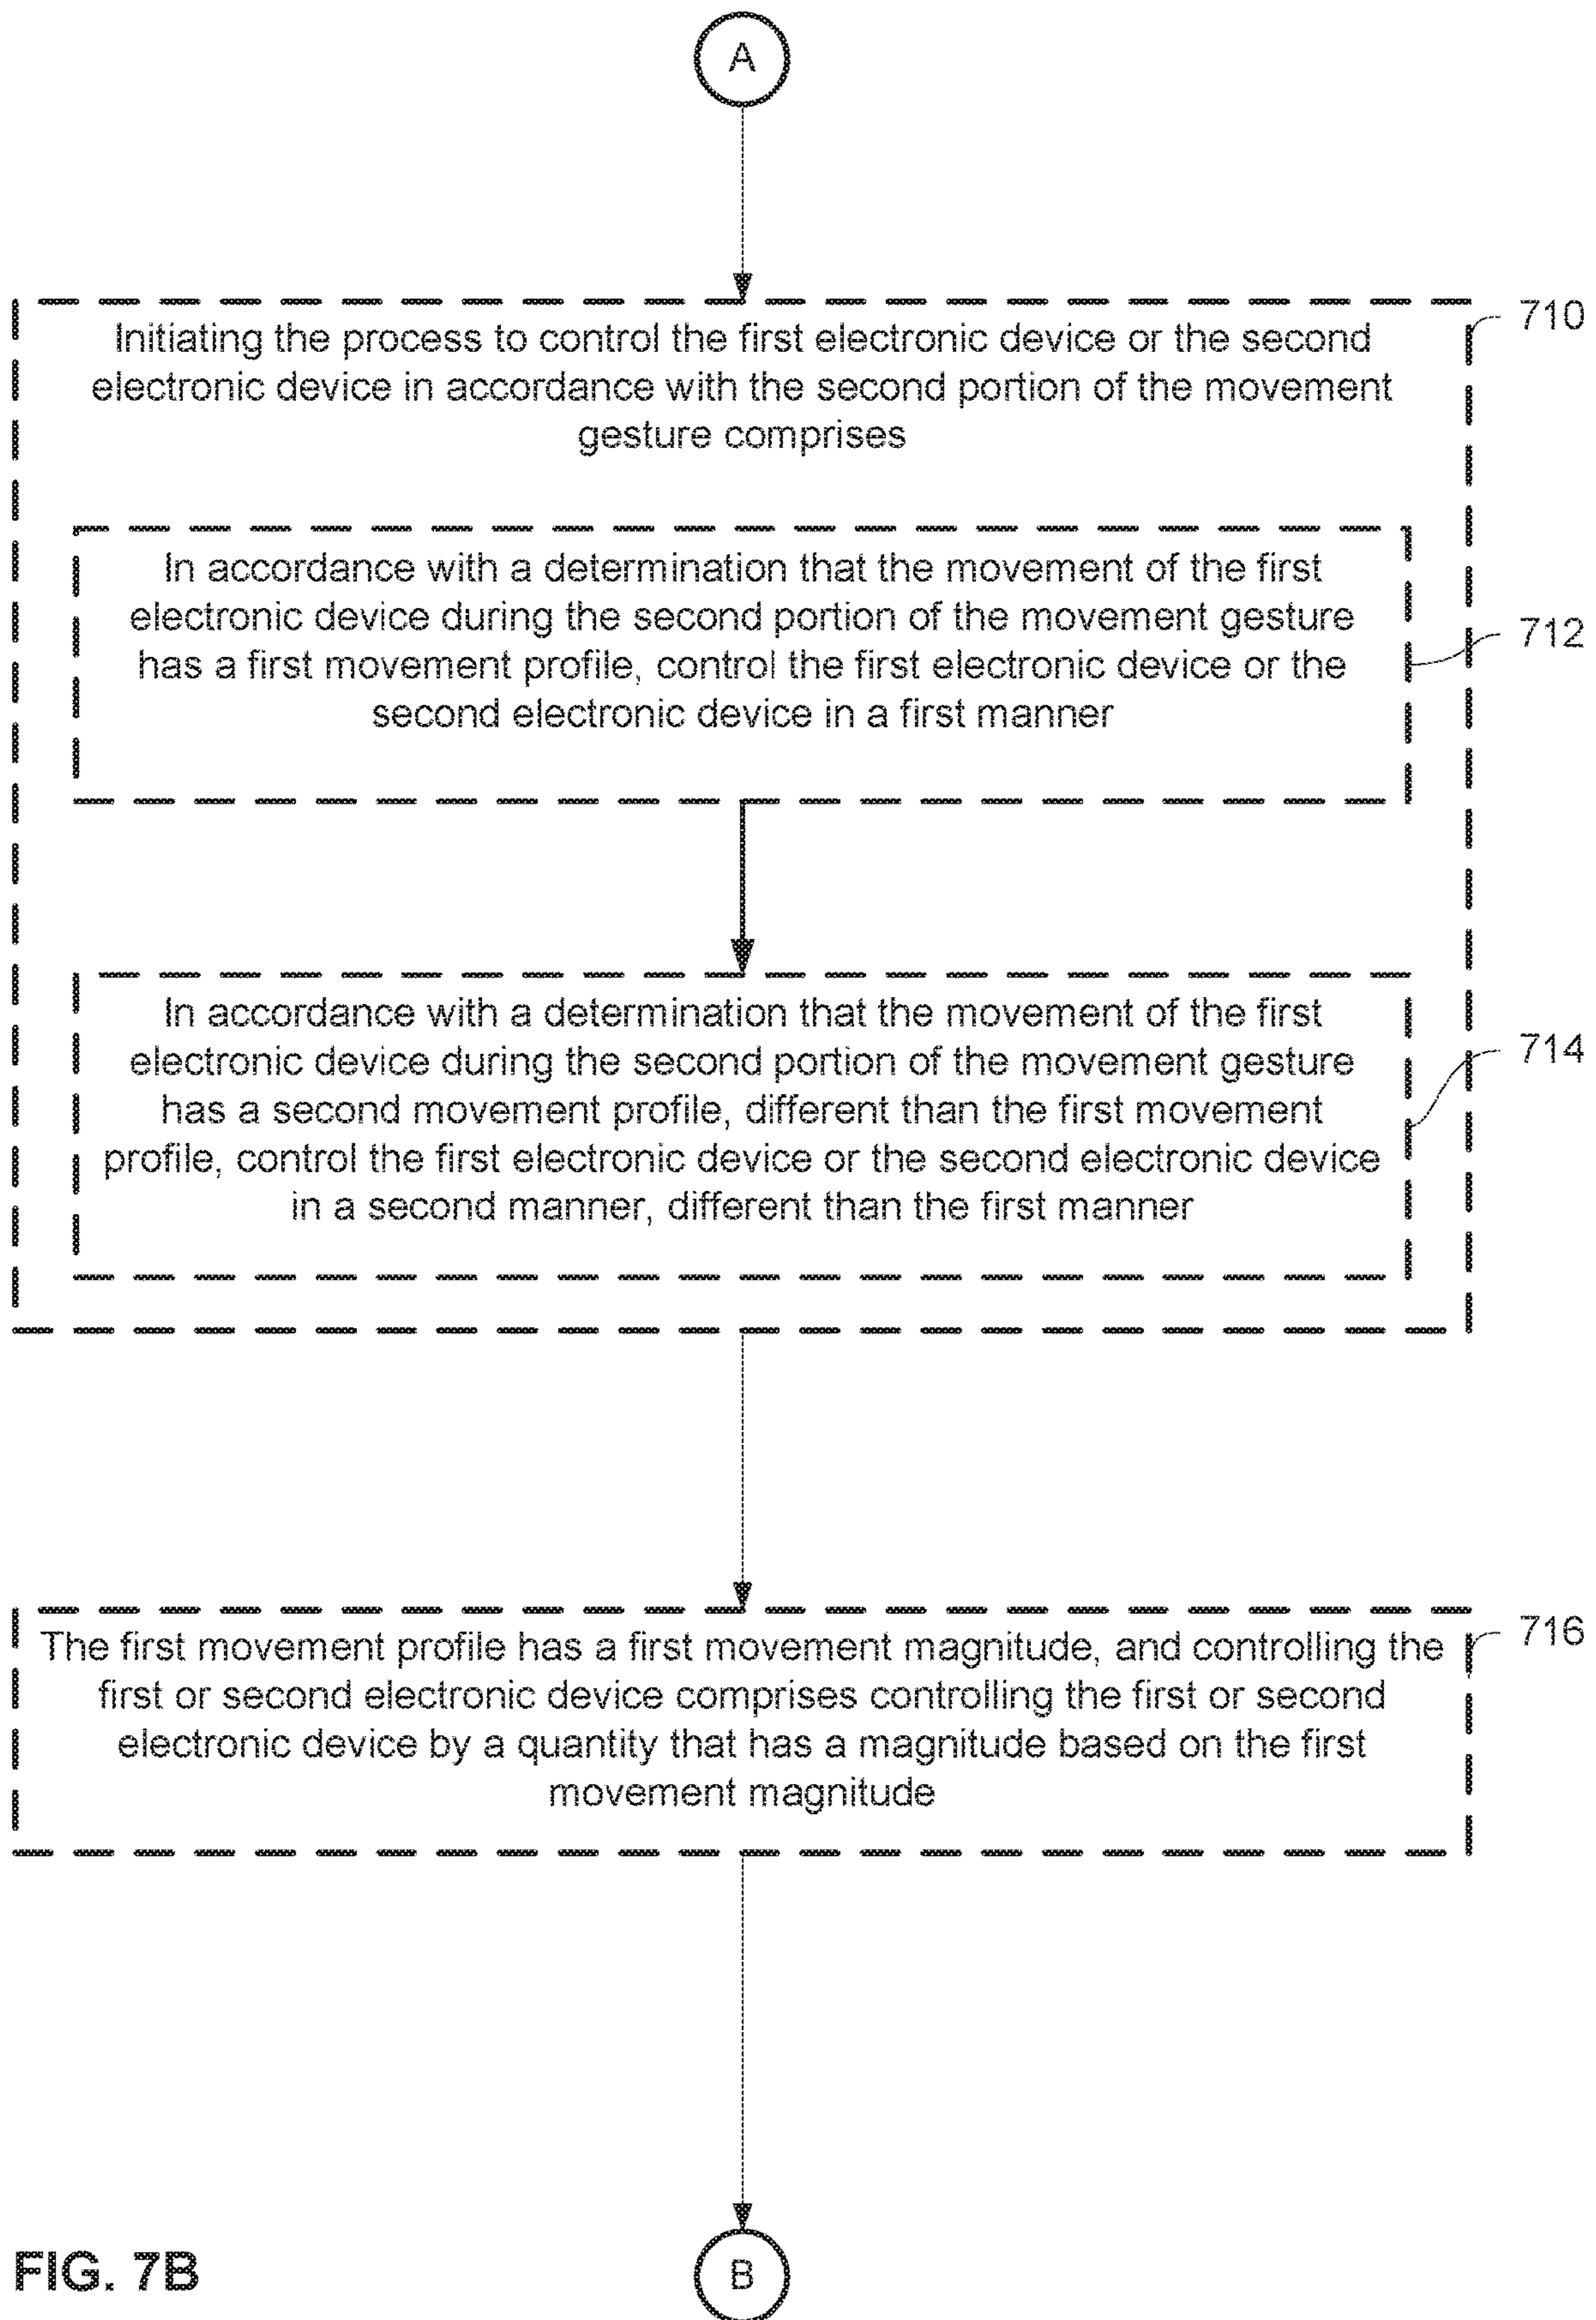 A
Initiating the process to control the first electronic device or the second
electronic device in accordance with the second portion of the movement
gesture comprises
710
In accordance with a determination that the movement of the first
electronic device during the second portion of the movement gesture
has a first movement profile, control the first electronic device or the
second electronic device in a first manner
712
In accordance with a determination that the movement of the first
electronic device during the second portion of the movement gesture
has a second movement profile, different than the first movement
profile, control the first electronic device or the second electronic device
in a second manner, different than the first manner
714
The first movement profile has a first movement magnitude, and controlling the
first or second electronic device comprises controlling the first or second
electronic device by a quantity that has a magnitude based on the first
movement magnitude
716
B
FIG. 7B